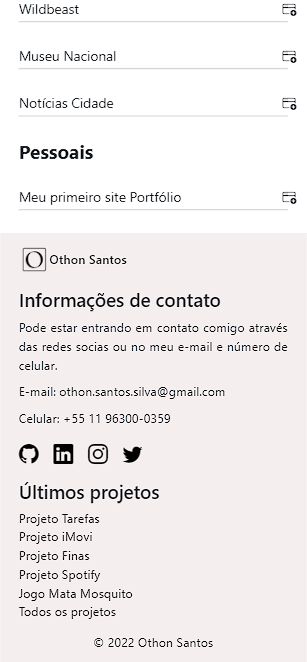 Wildbeast
Museu Nacional
Notícias Cidade
Pessoais
Meu primeiro site Portfólio
O Othon Santos
Informações de contato
Pode estar entrando em contato comigo através
das redes socias ou no meu e-mail e número de
celular.
E-mail: othon.santos.silva@gmail.com
Celular: +55 11 96300-0359
Últimos projetos
Projeto Tarefas
Projeto iMovi
Projeto Finas
Projeto Spotify
Jogo Mata Mosquito
Todos os projetos
© 2022 Othon Santos